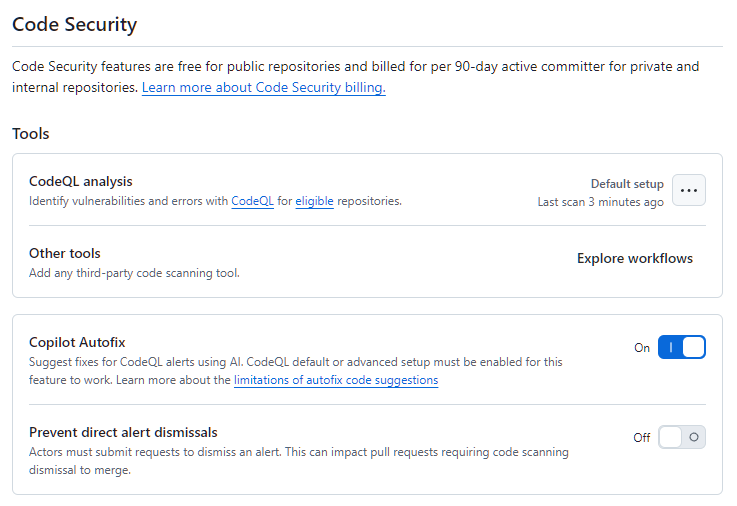 Code Security
Code Security features are free for public repositories and billed for per 90-day active committer for private and
internal repositories. Learn more about Code Security billing.
Tools
CodeQL analysis
Identify vulnerabilities and errors with CodeQL for eligible repositories.
Default setup
Last scan 3 minutes ago
Other tools
Add any third-party code scanning tool.
Explore workflows
Copilot Autofix
Suggest fixes for CodeQL alerts using AI. CodeQL default or advanced setup must be enabled for this
feature to work. Learn more about the limitations of autofix code suggestions
On
Prevent direct alert dismissals
Actors must submit requests to dismiss an alert. This can impact pull requests requiring code scanning
dismissal to merge.
Off